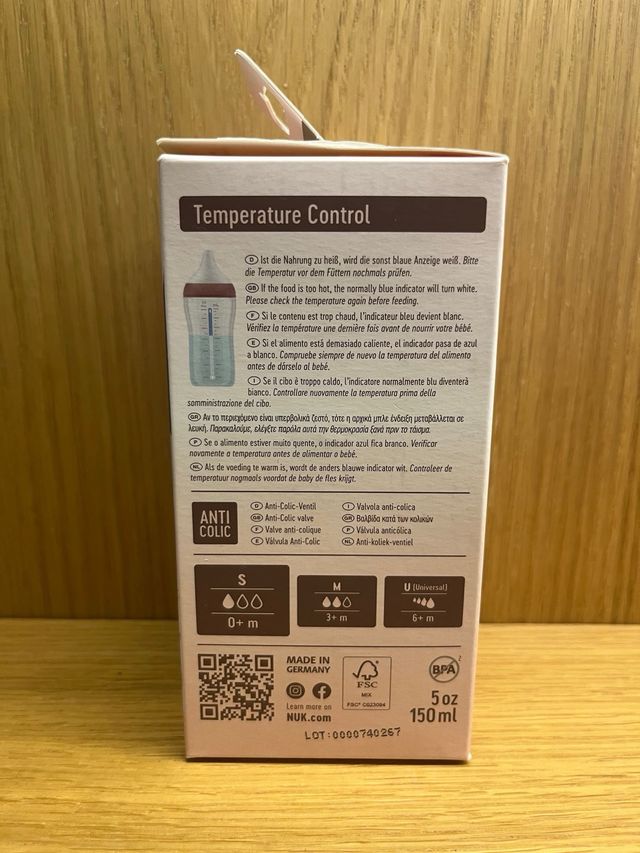 Temperature Control
D Ist die Nahrung zu heiß, wird die sonst blaue Anzeige weiß. Bitte
die Temperatur vor dem Füttern nochmals prüfen.
GB If the food is too hot, the normally blue indicator will turn white.
Please check the temperature again before feeding.
F Si le contenu est trop chaud, l'indicateur bleu devient blanc.
Vérifiez la température une dernière fois avant de nourrir votre bébé.
E Si el alimento está demasiado caliente, el indicador pasa de azul
a blanco. Compruebe siempre de nuevo la temperatura del alimento
antes de dárselo al bebé.
I Se il cibo è troppo caldo, l'indicatore normalmente blu diventerà
bianco. Controllare nuovamente la temperatura prima della
somministrazione del cibo.
GR Αν το περιεχόμενο είναι υπερβολικά ζεστό, τότε η αρχικά μπλε ένδειξη μεταβάλλεται σε
λευκή. Παρακαλούμε, ελέγξτε παρόλα αυτά την θερμοκρασία ξανά πριν το τάισμα.
P Se o alimento estiver muito quente, o indicador azul fica branco. Verificar
novamente a temperatura antes de alimentar o bebé.
NL Als de voeding te warm is, wordt de anders blauwe indicator wit. Controleer de
temperatuur nogmaals voordat de baby de fles krijgt.
ANTI
COLIC
D Anti-Colic-Ventil
GB Anti-Colic valve
F Valve anti-colique
E Válvula Anti-Colic
I Valvola anti-colica
GR Βαλβίδα κατά των κολικών
P Válvula anticólica
NL Anti-koliek-ventiel
S
0+ m
M
3+ m
U (Universal)
6+ m
MADE IN
GERMANY
Learn more on
NUK.com
FSC
MIX
FSC® C023094
BPA 2
5 oz
150 ml
LOT:0000740267